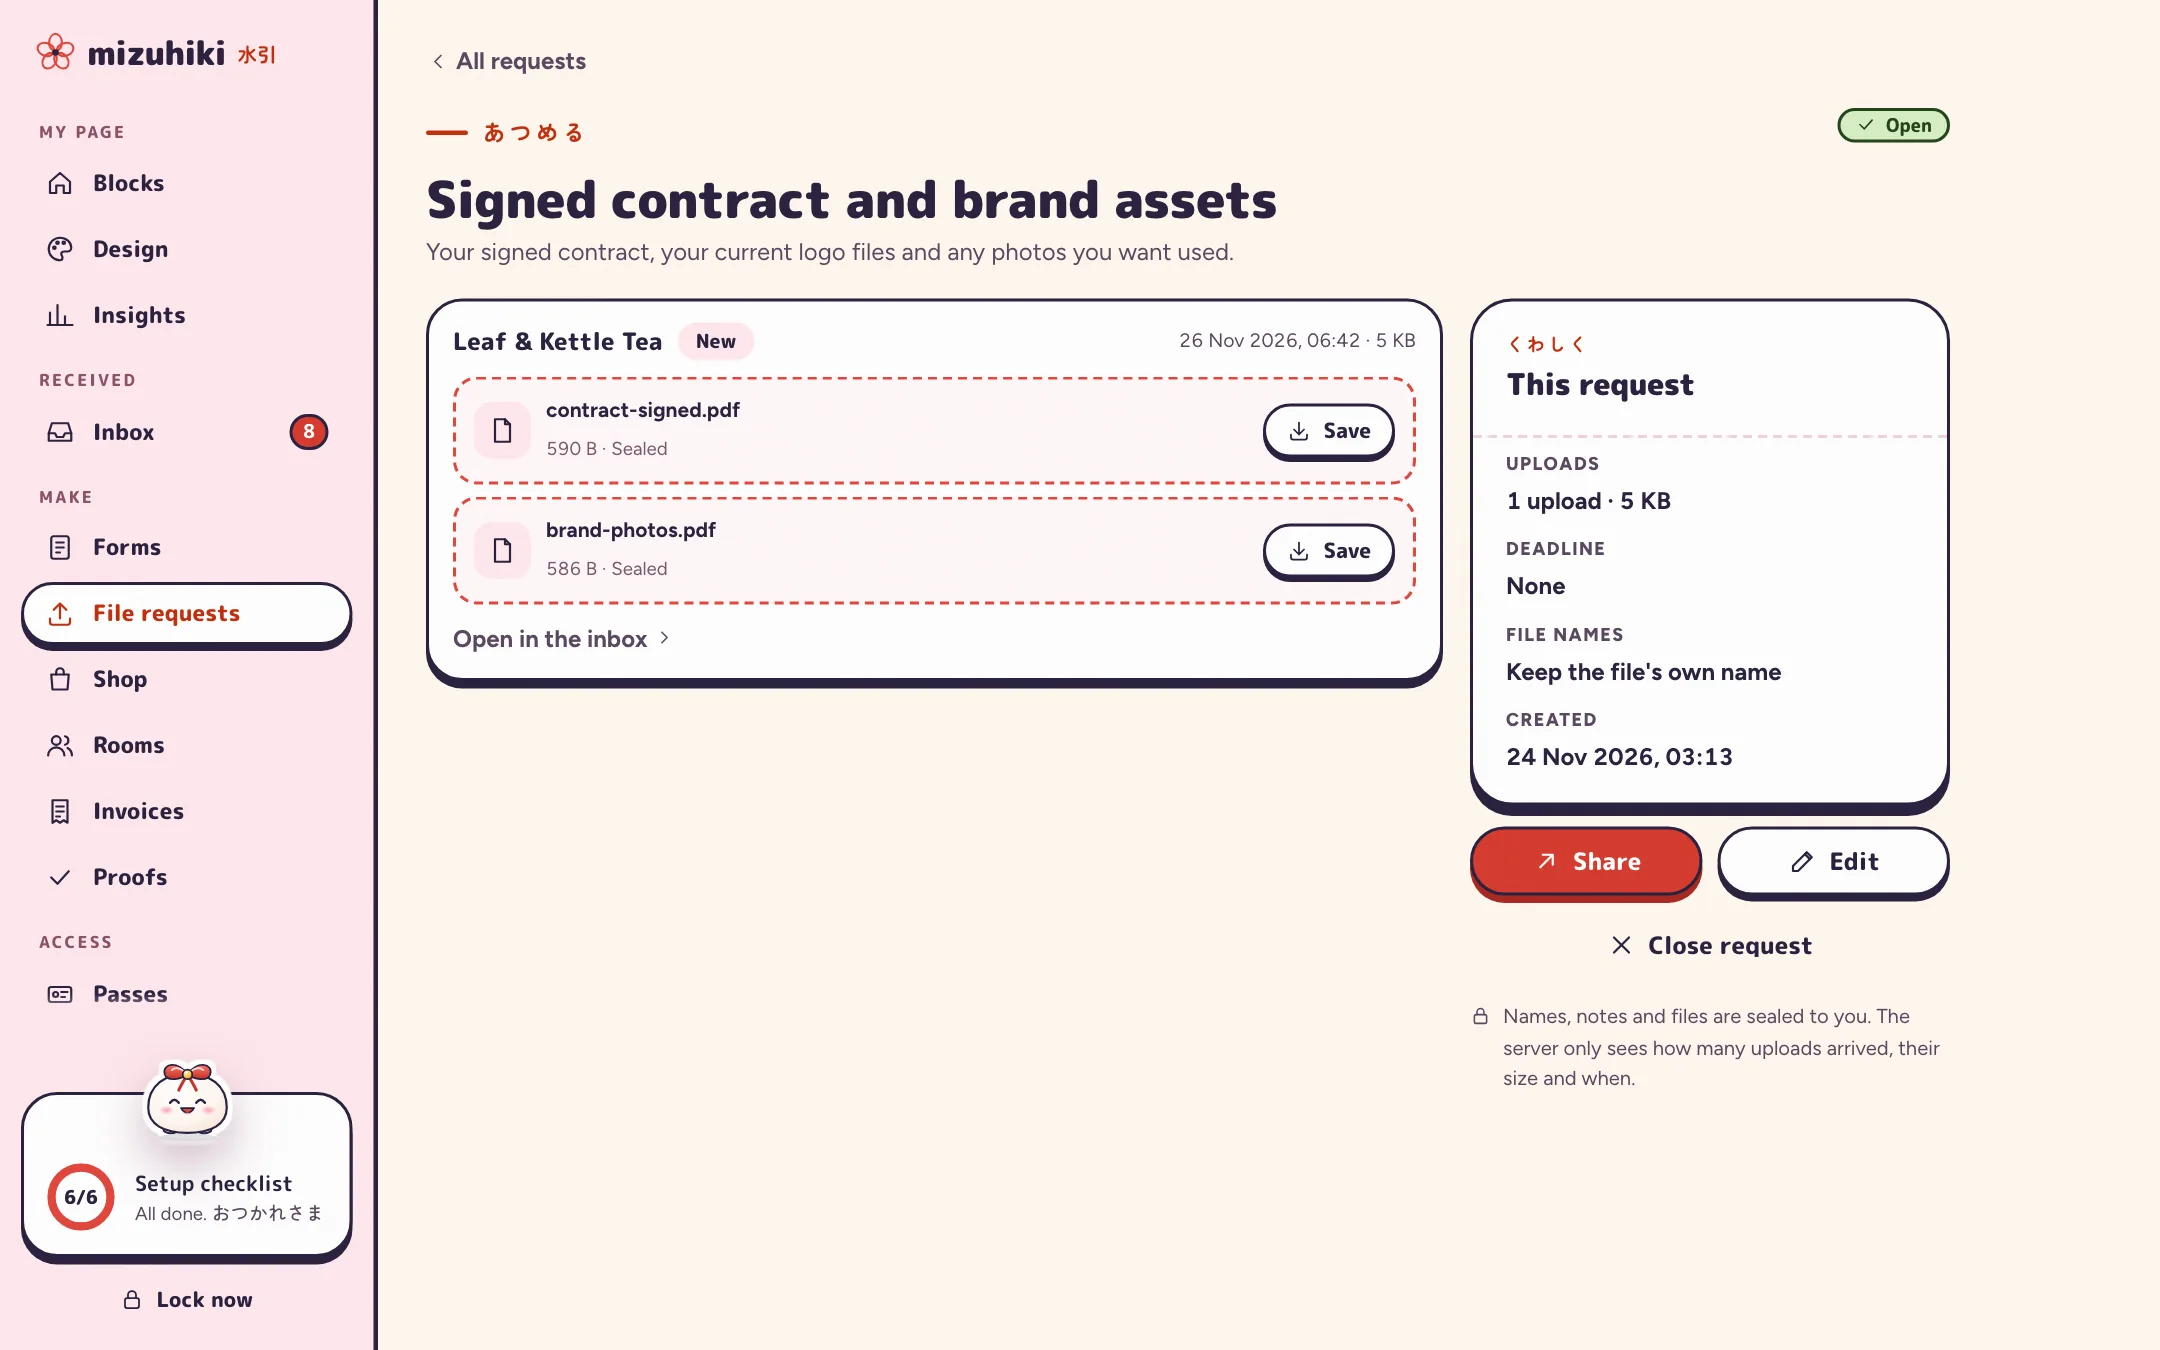 mizuhiki 水引
MY PAGE
Blocks
Design
Insights
RECEIVED
Inbox 8
MAKE
Forms
File requests
Shop
Rooms
Invoices
Proofs
ACCESS
Passes
6/6
Setup checklist
All done. おつかれさま
Lock now
All requests
あつめる
Open
Signed contract and brand assets
Your signed contract, your current logo files and any photos you want used.
Leaf & Kettle Tea New
26 Nov 2026, 06:42 · 5 KB
contract-signed.pdf
590 B · Sealed
Save
brand-photos.pdf
586 B · Sealed
Save
Open in the inbox
くわしく
This request
UPLOADS
1 upload · 5 KB
DEADLINE
None
FILE NAMES
Keep the file's own name
CREATED
24 Nov 2026, 03:13
Share
Edit
Close request
Names, notes and files are sealed to you. The
server only sees how many uploads arrived, their
size and when.